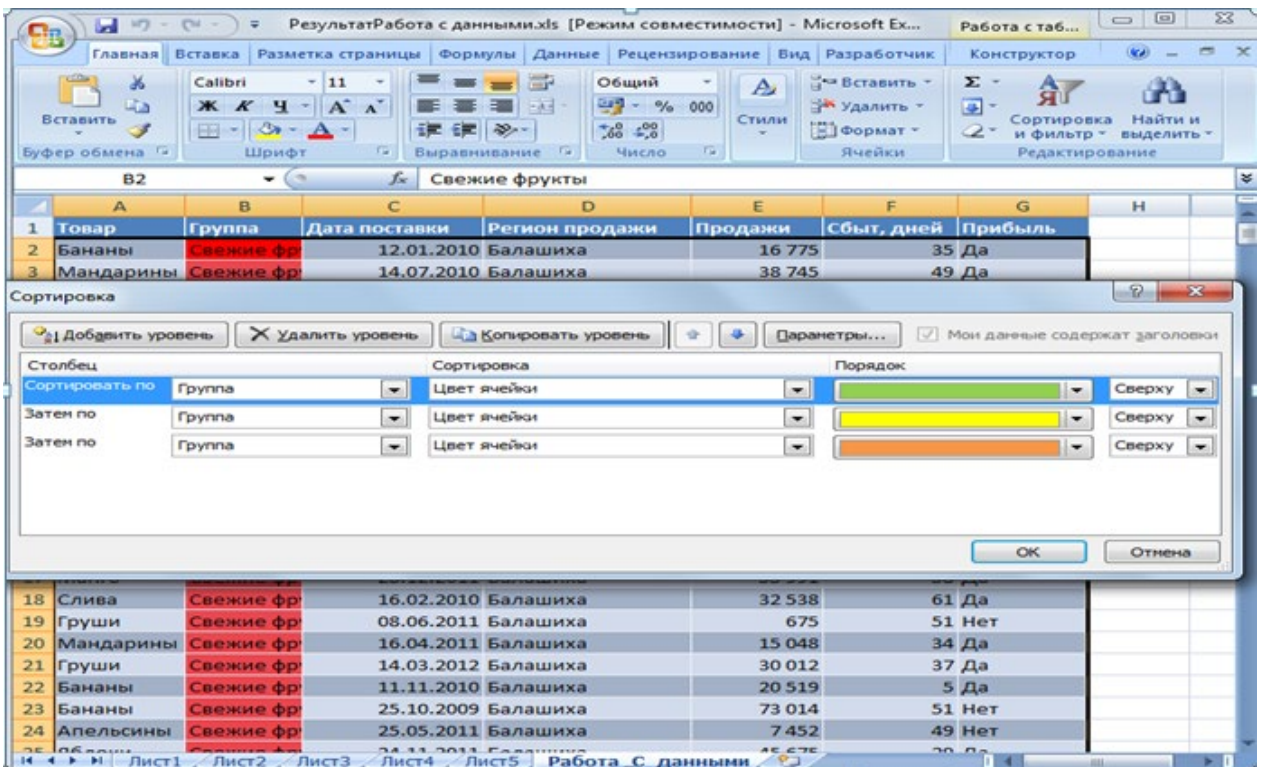 РезультатРабота с данными.xls [Режим совместимости] - Microsoft Ex... Работа с таб...
Главная Вставка Разметка страницы Формулы Данные Рецензирование Вид Разработчик Конструктор
Вставить Calibri 11 Общий Стили Вставить Σ Сортировка и фильтр Найти и выделить
Ж К Ч % 000 Удалить
Формат
Буфер обмена Шрифт Выравнивание Число Ячейки Редактирование
B2 fx Свежие фрукты
A B C D E F G H
1 Товар Группа Дата поставки Регион продажи Продажи Сбыт, дней Прибыль
2 Бананы Свежие фр 12.01.2010 Балашиха 16 775 35 Да
3 Мандарины Свежие фр 14.07.2010 Балашиха 38 745 49 Да
Сортировка
Добавить уровень Удалить уровень Копировать уровень Параметры... Мои данные содержат заголовки
Столбец Сортировка Порядок
Сортировать по Группа Цвет ячейки Сверху
Затем по Группа Цвет ячейки Сверху
Затем по Группа Цвет ячейки Сверху
OK Отмена
18 Слива Свежие фр 16.02.2010 Балашиха 32 538 61 Да
19 Груши Свежие фр 08.06.2011 Балашиха 675 51 Нет
20 Мандарины Свежие фр 16.04.2011 Балашиха 15 048 34 Да
21 Груши Свежие фр 14.03.2012 Балашиха 30 012 37 Да
22 Бананы Свежие фр 11.11.2010 Балашиха 20 519 5 Да
23 Бананы Свежие фр 25.10.2009 Балашиха 73 014 51 Нет
24 Апельсины Свежие фр 25.05.2011 Балашиха 7 452 49 Нет
Лист1 Лист2 Лист3 Лист4 Лист5 Работа_С_данными